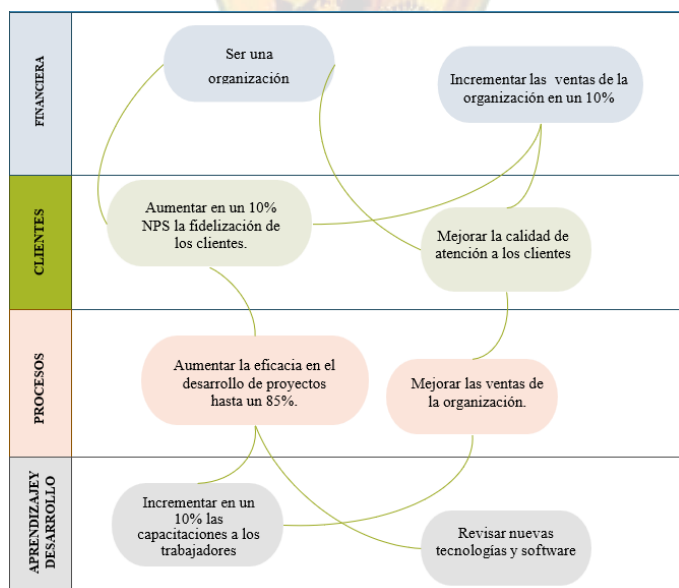 FINANCIERA
Ser una
organización
Incrementar las ventas de la
organización en un 10%
CLIENTES
Aumentar en un 10%
NPS la fidelización de
los clientes.
Mejorar la calidad de
atención a los clientes
PROCESOS
Aumentar la eficacia en el
desarrollo de proyectos
hasta un 85%.
Mejorar las ventas de
la organización.
APRENDIZAJEY
DESARROLLO
Incrementar en un
10% las
capacitaciones a los
trabajadores
Revisar nuevas
tecnologías y software